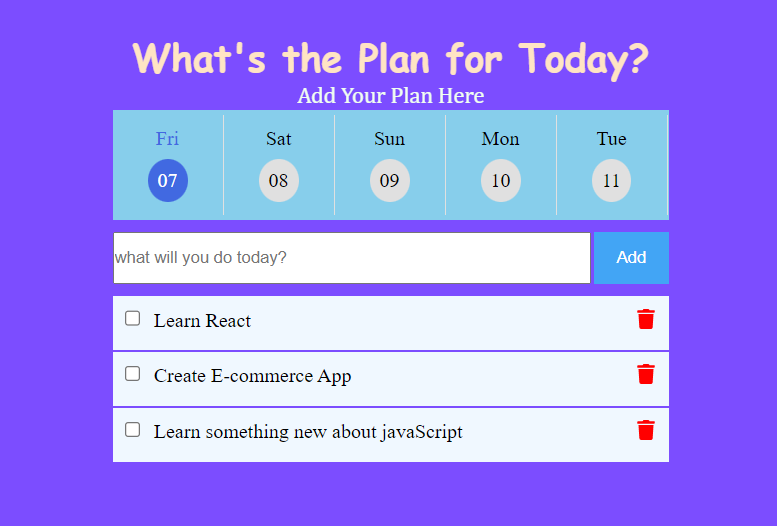 What's the Plan for Today?
Add Your Plan Here
Fri Sat Sun Mon Tue
07 08 09 10 11
what will you do today? Add
Learn React
Create E-commerce App
Learn something new about javaScript